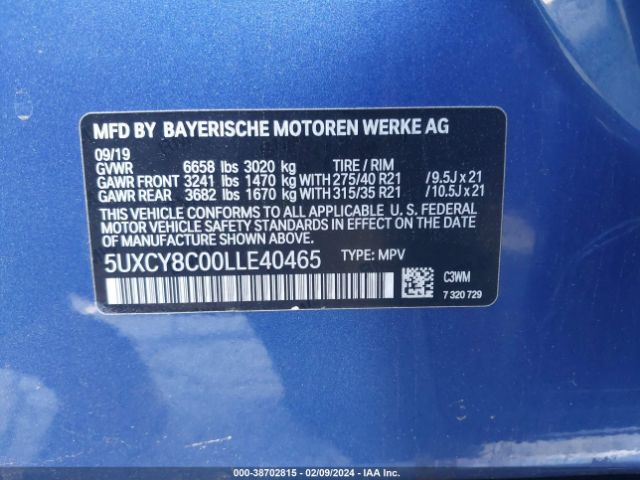 MFD BY BAYERISCHE MOTOREN WERKE AG
09/19
GVWR 6658 lbs 3020 kg TIRE / RIM
GAWR FRONT 3241 lbs 1470 kg WITH 275/40 R21 /9.5J x 21
GAWR REAR 3682 lbs 1670 kg WITH 315/35 R21 /10.5J x 21
THIS VEHICLE CONFORMS TO ALL APPLICABLE U. S. FEDERAL
MOTOR VEHICLE SAFETY STANDARDS IN EFFECT ON THE DATE
OF MANUFACTURE SHOWN ABOVE.
5UXCY8C00LLE40465 TYPE: MPV
C3WM
7 320 729
000-38702815 - 02/09/2024 - IAA Inc.